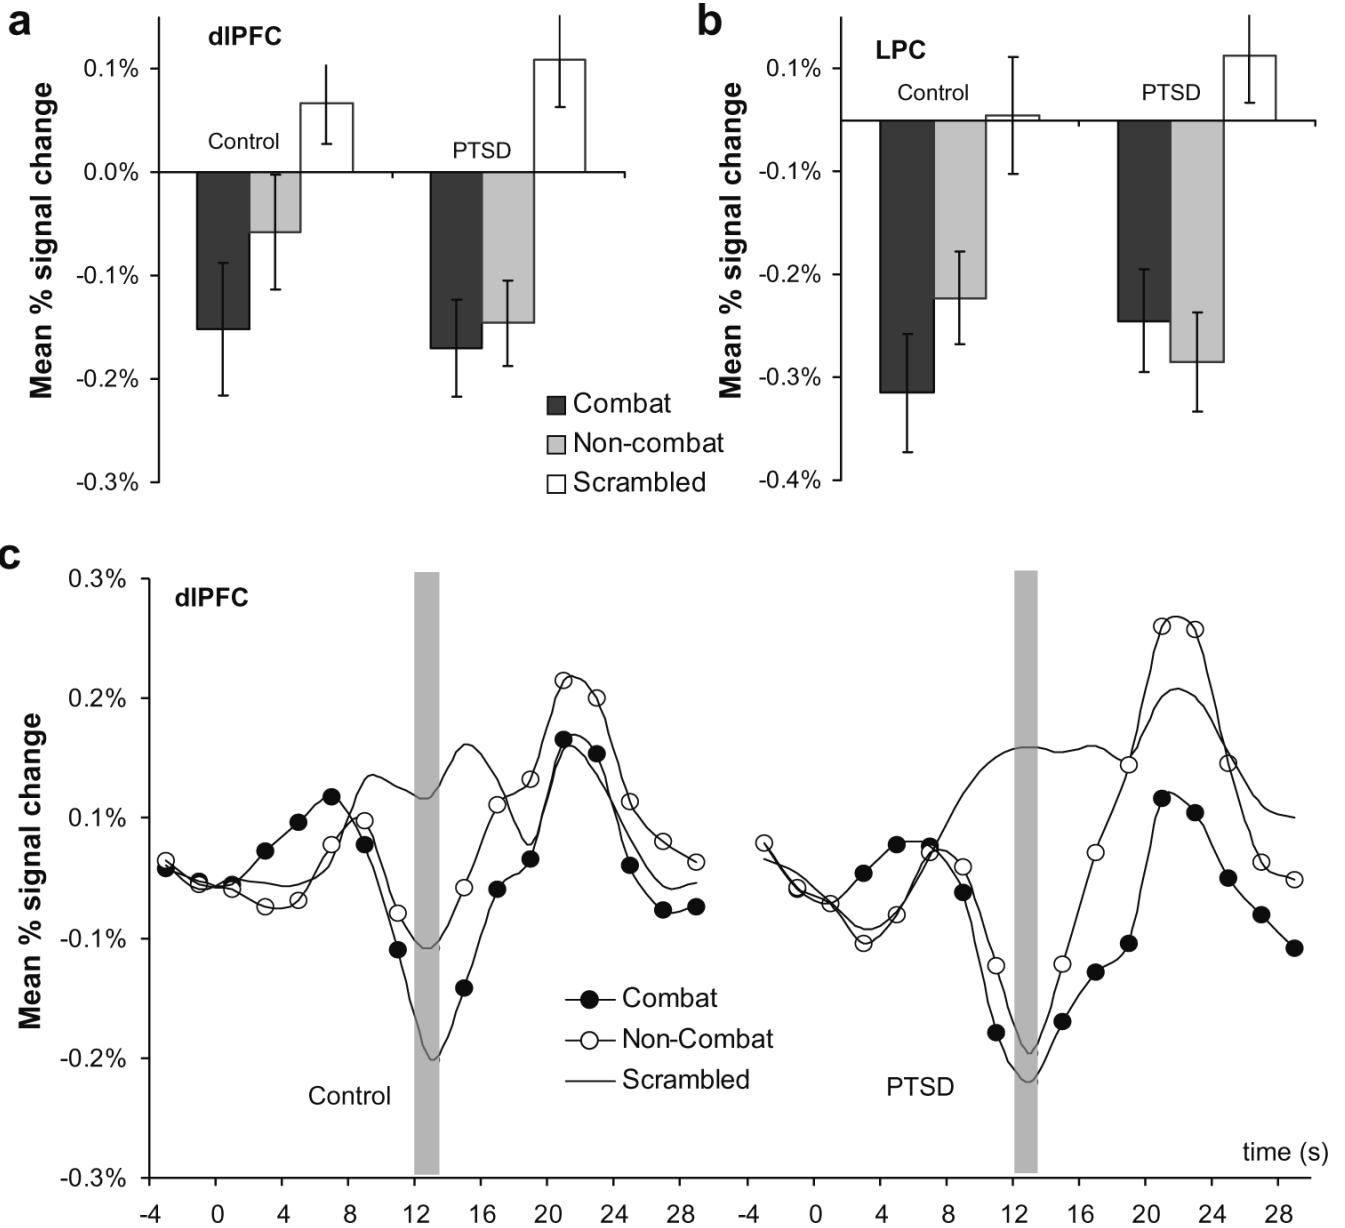 a
dlPFC
Mean % signal change
0.1%
0.0%
-0.1%
-0.2%
-0.3%
Control
PTSD
Combat
Non-combat
Scrambled
b
LPC
Mean % signal change
0.1%
-0.1%
-0.2%
-0.3%
-0.4%
Control
PTSD
c
dlPFC
Mean % signal change
0.3%
0.2%
0.1%
-0.1%
-0.2%
-0.3%
Control
Combat
Non-Combat
Scrambled
PTSD
time (s)
-4 0 4 8 12 16 20 24 28 -4 0 4 8 12 16 20 24 28